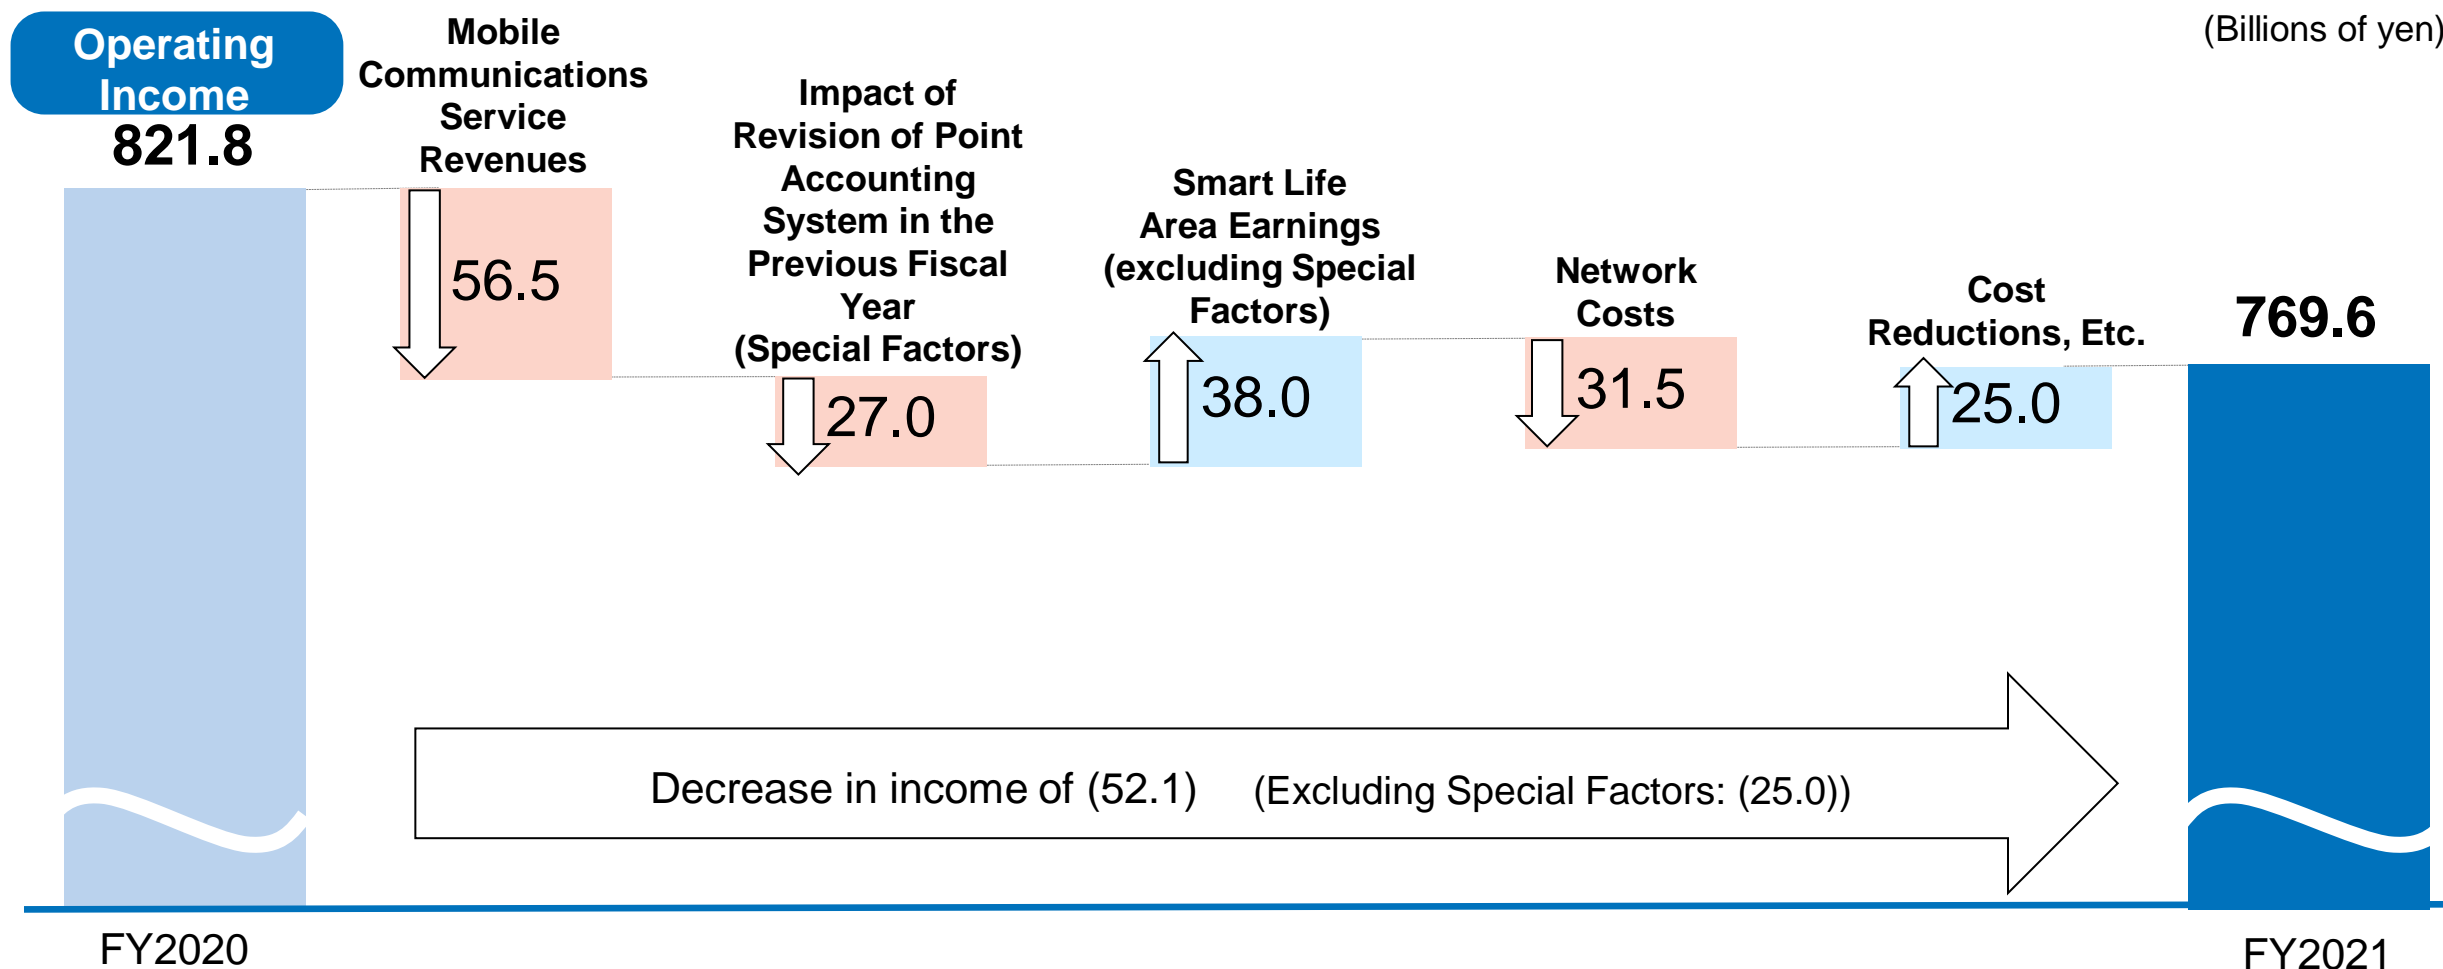 Operating
Income
821.8
(Billions of yen)
Mobile
Communications
Service
Revenues
56.5
Impact of
Revision of Point
Accounting
System in the
Previous Fiscal
Year
(Special Factors)
27.0
Smart Life
Area Earnings
(excluding Special
Factors)
38.0
Network
Costs
31.5
Cost
Reductions, Etc.
25.0
769.6
Decrease in income of (52.1) (Excluding Special Factors: (25.0))
FY2020
FY2021